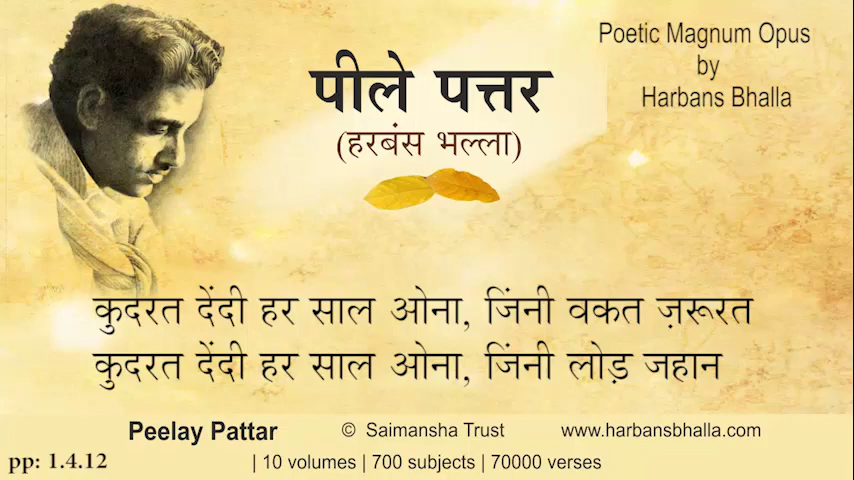 Poetic Magnum Opus
by
Harbans Bhalla
पीले पत्तर
(हरबंस भल्ला)
कुदरत देंदी हर साल ओना, जिंनी वकत ज़रूरत
कुदरत देंदी हर साल ओना, जिंनी लोड़ जहान
Peelay Pattar © Saimansha Trust www.harbansbhalla.com
pp: 1.4.12 | 10 volumes | 700 subjects | 70000 verses